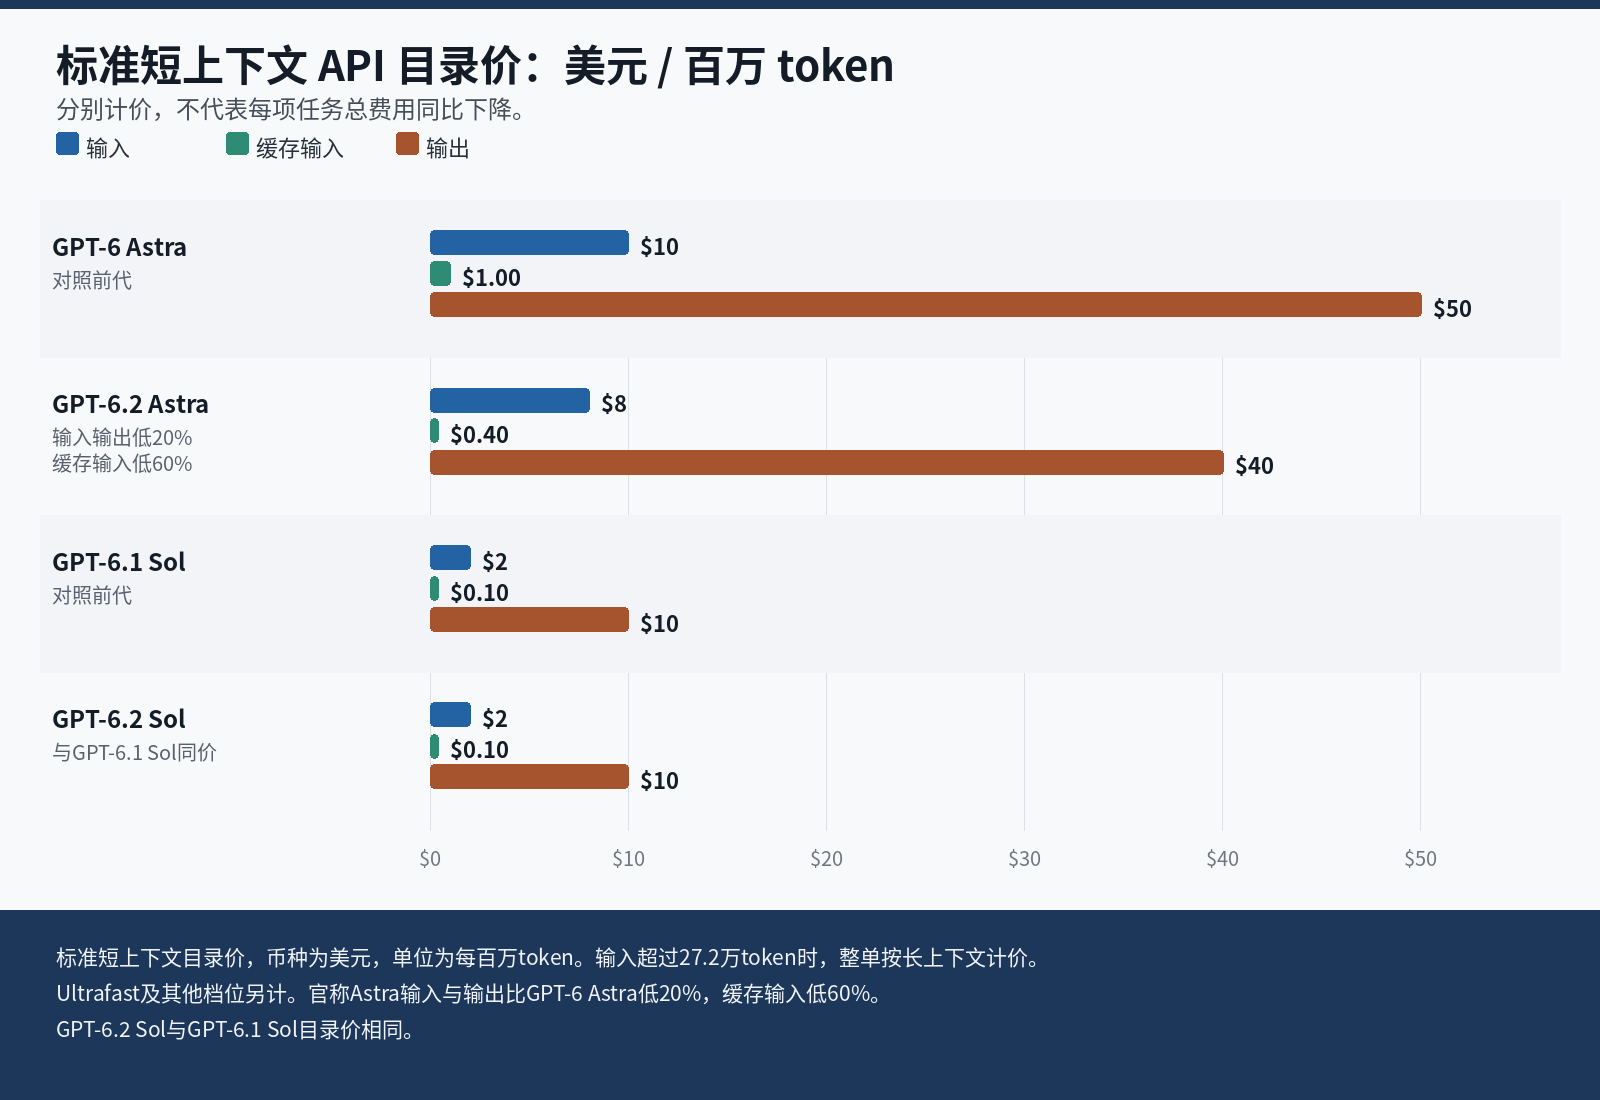 标准短上下文 API 目录价：美元 / 百万 token
分别计价，不代表每项任务总费用同比下降。
输入 缓存输入 输出
GPT-6 Astra
对照前代
$10
$1.00
$50
GPT-6.2 Astra
输入输出低20%
缓存输入低60%
$8
$0.40
$40
GPT-6.1 Sol
对照前代
$2
$0.10
$10
GPT-6.2 Sol
与GPT-6.1 Sol同价
$2
$0.10
$10
$0 $10 $20 $30 $40 $50
标准短上下文目录价，币种为美元，单位为每百万token。输入超过27.2万token时，整单按长上下文计价。
Ultrafast及其他档位另计。官称Astra输入与输出比GPT-6 Astra低20%，缓存输入低60%。
GPT-6.2 Sol与GPT-6.1 Sol目录价相同。